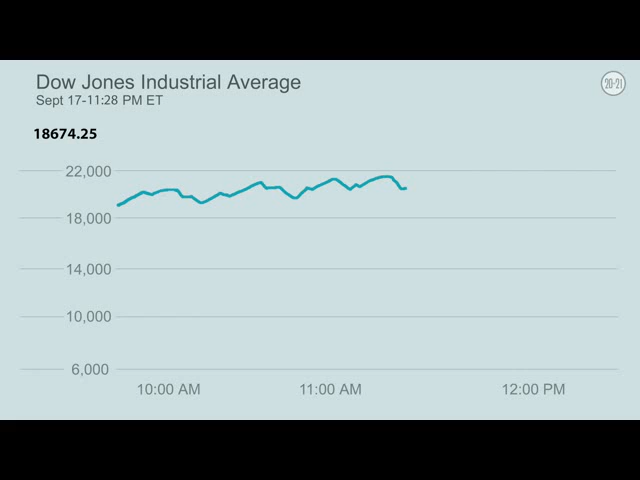 Dow Jones Industrial Average
Sept 17-11:28 PM ET
20-21
18674.25
22,000
18,000
14,000
10,000
6,000
10:00 AM 11:00 AM 12:00 PM